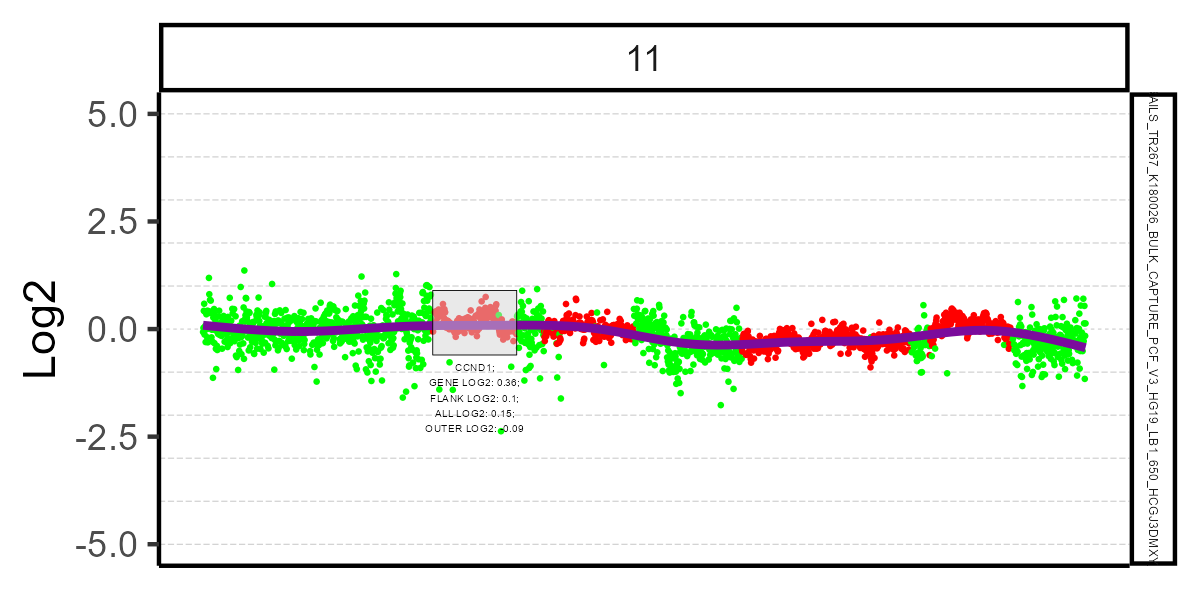 11
5.0
2.5
0.0
-2.5
-5.0
Log2
CCND1;
GENE LOG2: 0.36;
FLANK LOG2: 0.1;
ALL LOG2: 0.15;
OUTER LOG2: -0.09
AILS_TR267_K180026_BULK_CAPTURE_PCF_V3_HG19_LB1_650_HCGJ3DMXY